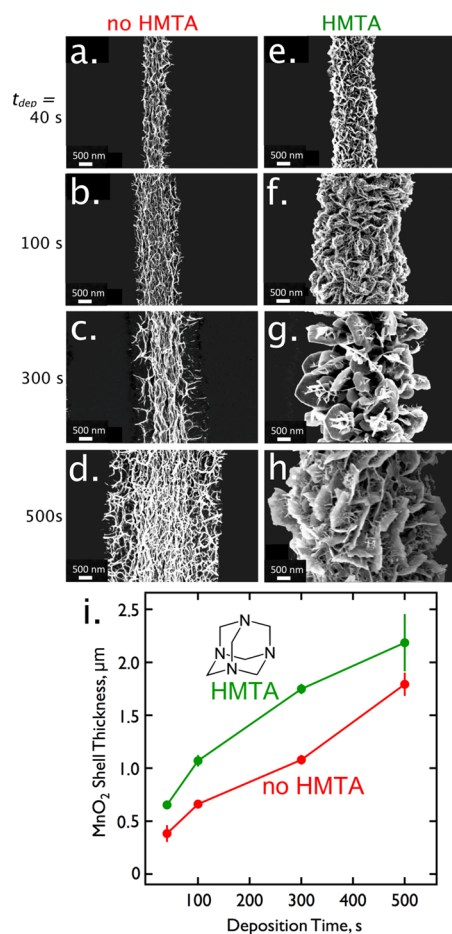 no HMTA HMTA
a. e.
tdep =
40 s
500 nm 500 nm
b. f.
100 s
500 nm 500 nm
c. g.
300 s
500 nm 500 nm
d. h.
500s
500 nm 500 nm
i.
2.5
2.0
1.5
1.0
0.5
0
MnO2 Shell Thickness, μm
N
N N
N
HMTA
no HMTA
100 200 300 400 500
Deposition Time, s